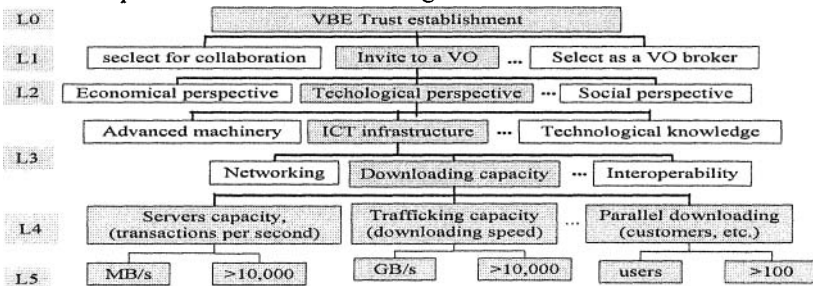 L0 VBE Trust establishment
L1 seclect for collaboration Invite to a VO ... Select as a VO broker
L2 Economical perspective Techological perspective ... Social perspective
Advanced machinery ICT infrastructure ... Technological knowledge
L3
Networking Downloading capacity ... Interoperability
Servers capacity, Trafficking capacity Parallel downloading
L4 (transactions per second) (downloading speed) ... (customers, etc.)
L5 MB/s >10,000 GB/s >10,000 users >100